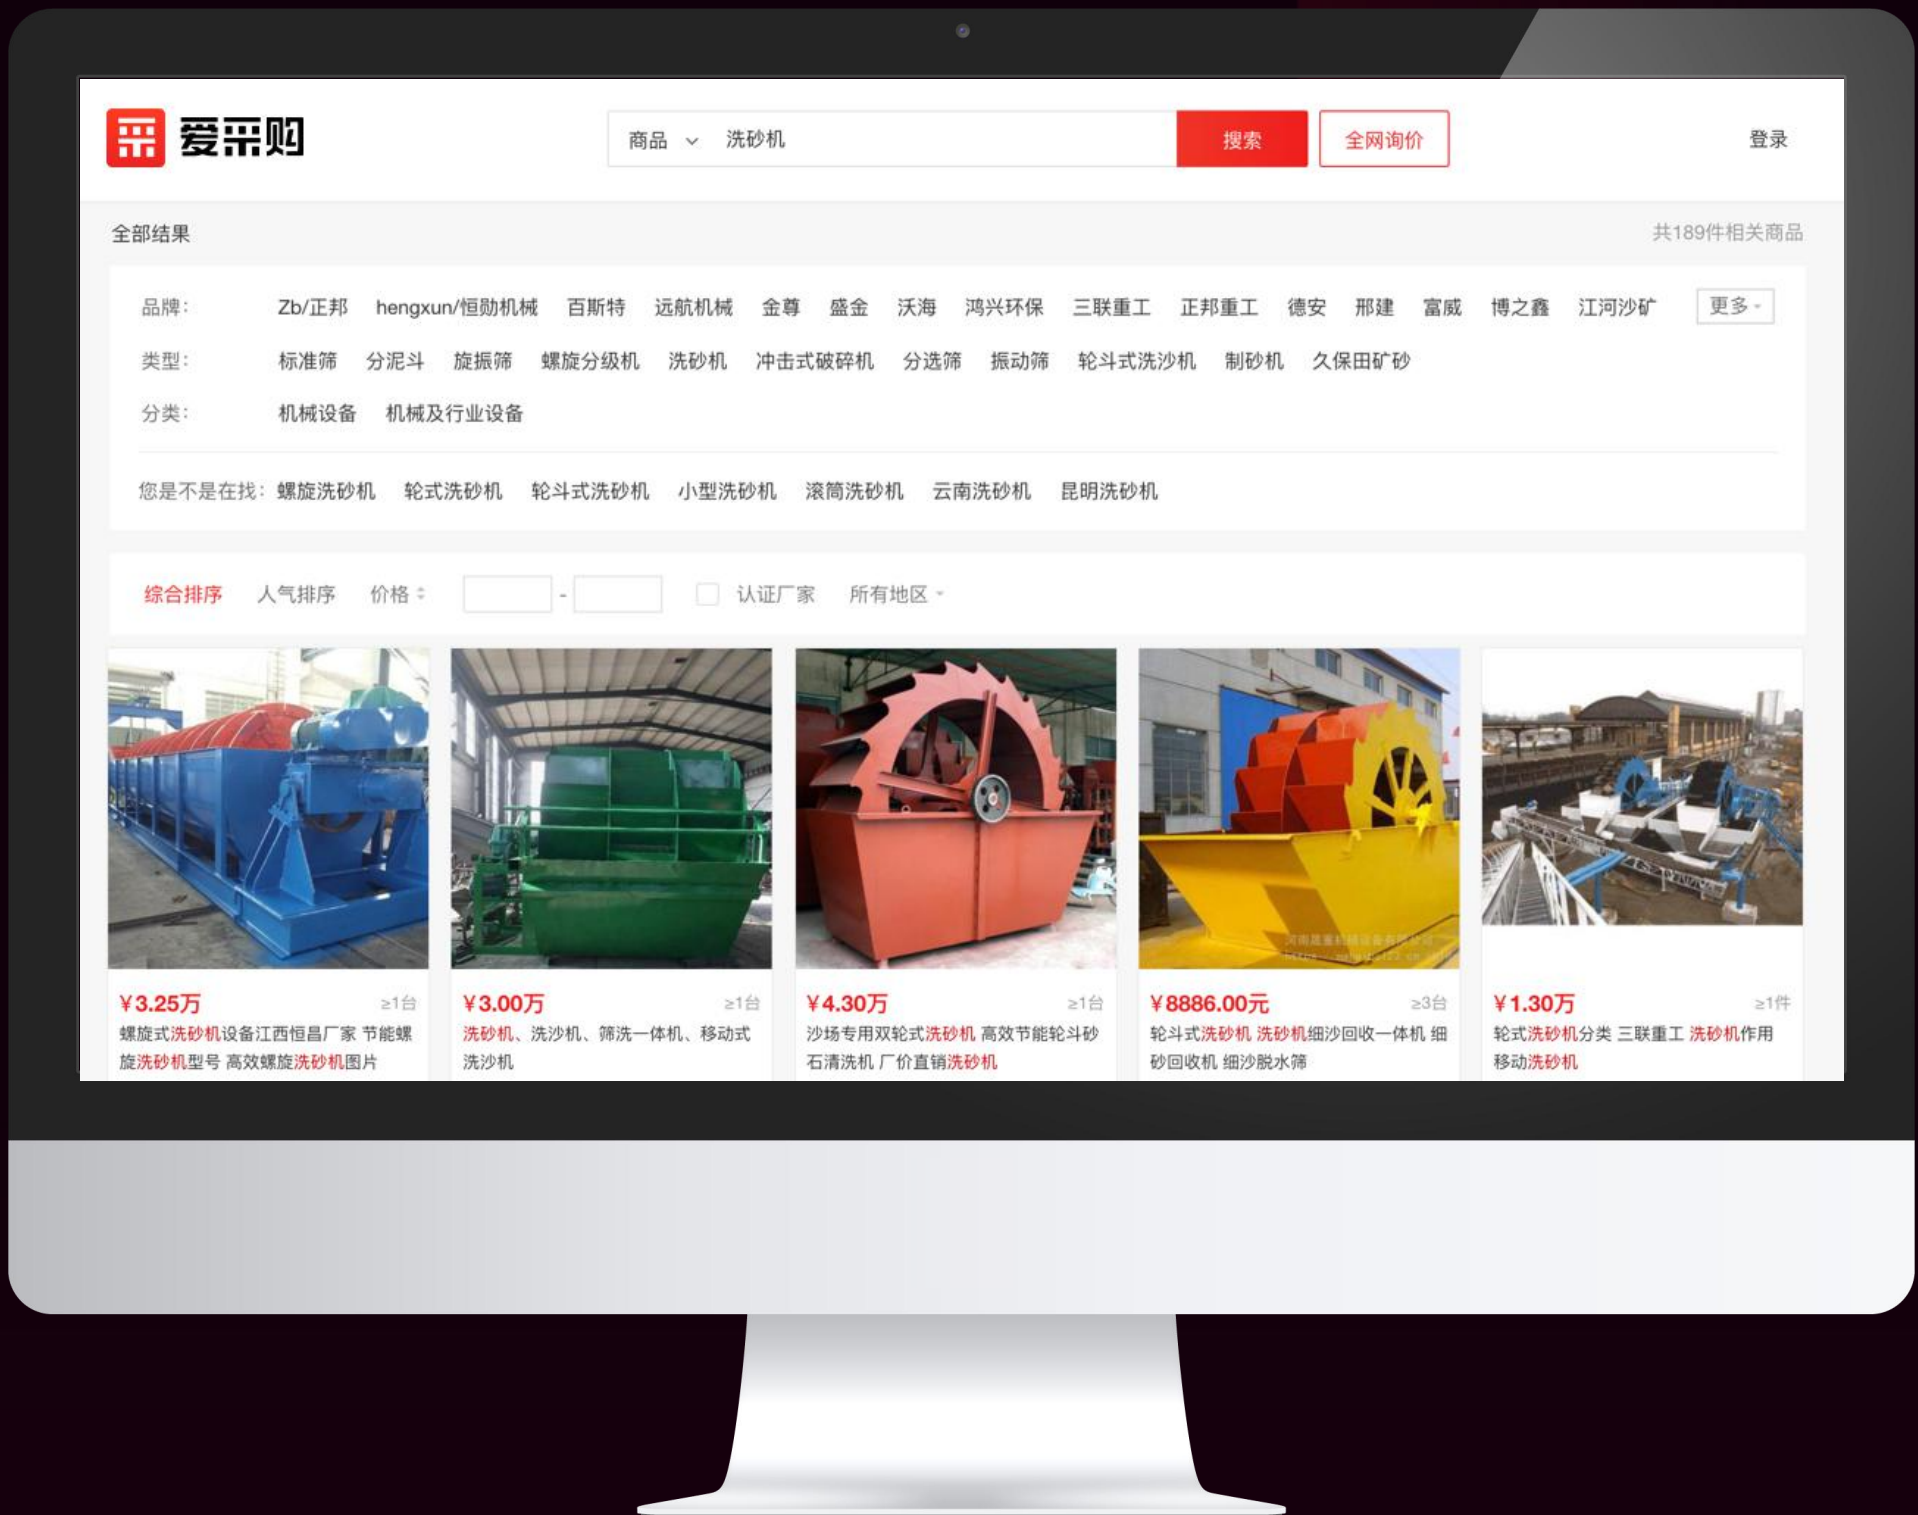 采 爱采购
商品 洗砂机 搜索 全网询价 登录
全部结果 共189件相关商品
品牌： Zb/正邦 hengxun/恒勋机械 百斯特 远航机械 金尊 盛金 沃海 鸿兴环保 三联重工 正邦重工 德安 邢建 富威 博之鑫 江河沙矿 更多
类型： 标准筛 分泥斗 旋振筛 螺旋分级机 洗砂机 冲击式破碎机 分选筛 振动筛 轮斗式洗沙机 制砂机 久保田矿砂
分类： 机械设备 机械及行业设备
您是不是在找： 螺旋洗砂机 轮式洗砂机 轮斗式洗砂机 小型洗砂机 滚筒洗砂机 云南洗砂机 昆明洗砂机
综合排序 人气排序 价格 - 认证厂家 所有地区
¥3.25万 ≥1台
螺旋式洗砂机设备江西恒昌厂家 节能螺
旋洗砂机型号 高效螺旋洗砂机图片
¥3.00万 ≥1台
洗砂机、洗沙机、筛洗一体机、移动式
洗沙机
¥4.30万 ≥1台
沙场专用双轮式洗砂机 高效节能轮斗砂
石清洗机 厂价直销洗砂机
¥8886.00元 ≥3台
轮斗式洗砂机 洗砂机细沙回收一体机 细
砂回收机 细沙脱水筛
¥1.30万 ≥1件
轮式洗砂机分类 三联重工 洗砂机作用
移动洗砂机